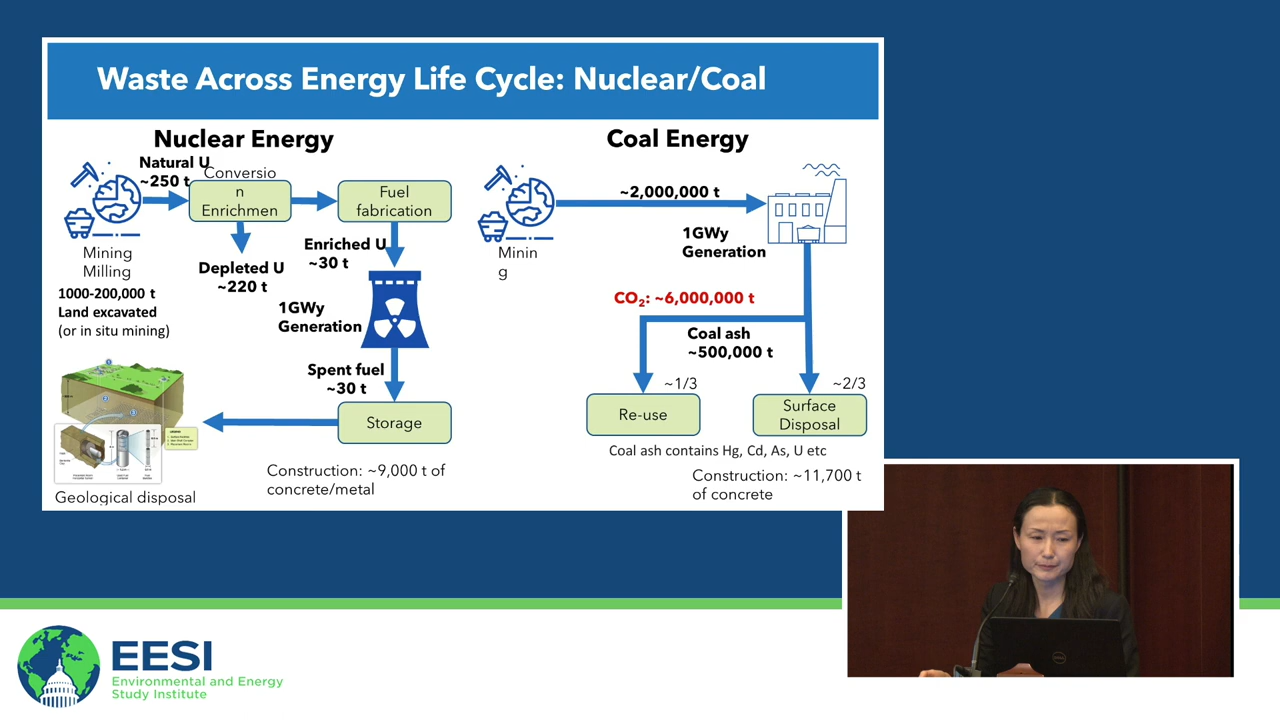 Waste Across Energy Life Cycle: Nuclear/Coal
Nuclear Energy
Natural U
~250 t
Conversio
n
Enrichmen
Fuel
fabrication
Mining
Milling
1000-200,000 t
Land excavated
(or in situ mining)
Depleted U
~220 t
Enriched U
~30 t
1GWy
Generation
Spent fuel
~30 t
Storage
Geological disposal
Construction: ~9,000 t of
concrete/metal
Coal Energy
Minin
g
~2,000,000 t
1GWy
Generation
CO₂: ~6,000,000 t
Coal ash
~500,000 t
~1/3
~2/3
Re-use
Surface
Disposal
Coal ash contains Hg, Cd, As, U etc
Construction: ~11,700 t
of concrete
EESI
Environmental and Energy
Study Institute